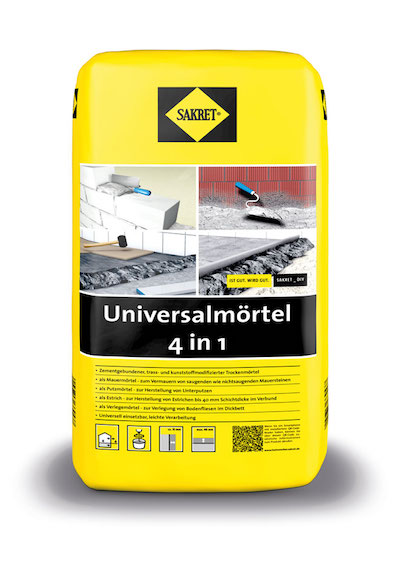 SAKRET®
IST GUT. WIRD GUT.
SAKRET _ DIY
Universalmörtel
4 in 1
• Zementgebundener, trass- und kunststoffmodifizierter Trockenmörtel
• als Mauermörtel - zum Vermauern von saugenden wie nichtsaugenden Mauersteinen
• als Putzmörtel - zur Herstellung von Unterputzen
• als Estrich - zur Herstellung von Estrichen bis 40 mm Schichtdicke im Verbund
• als Verlegemörtel - zur Verlegung von Bodenfliesen im Dickbett
• Universell einsetzbar, leichte Verarbeitung